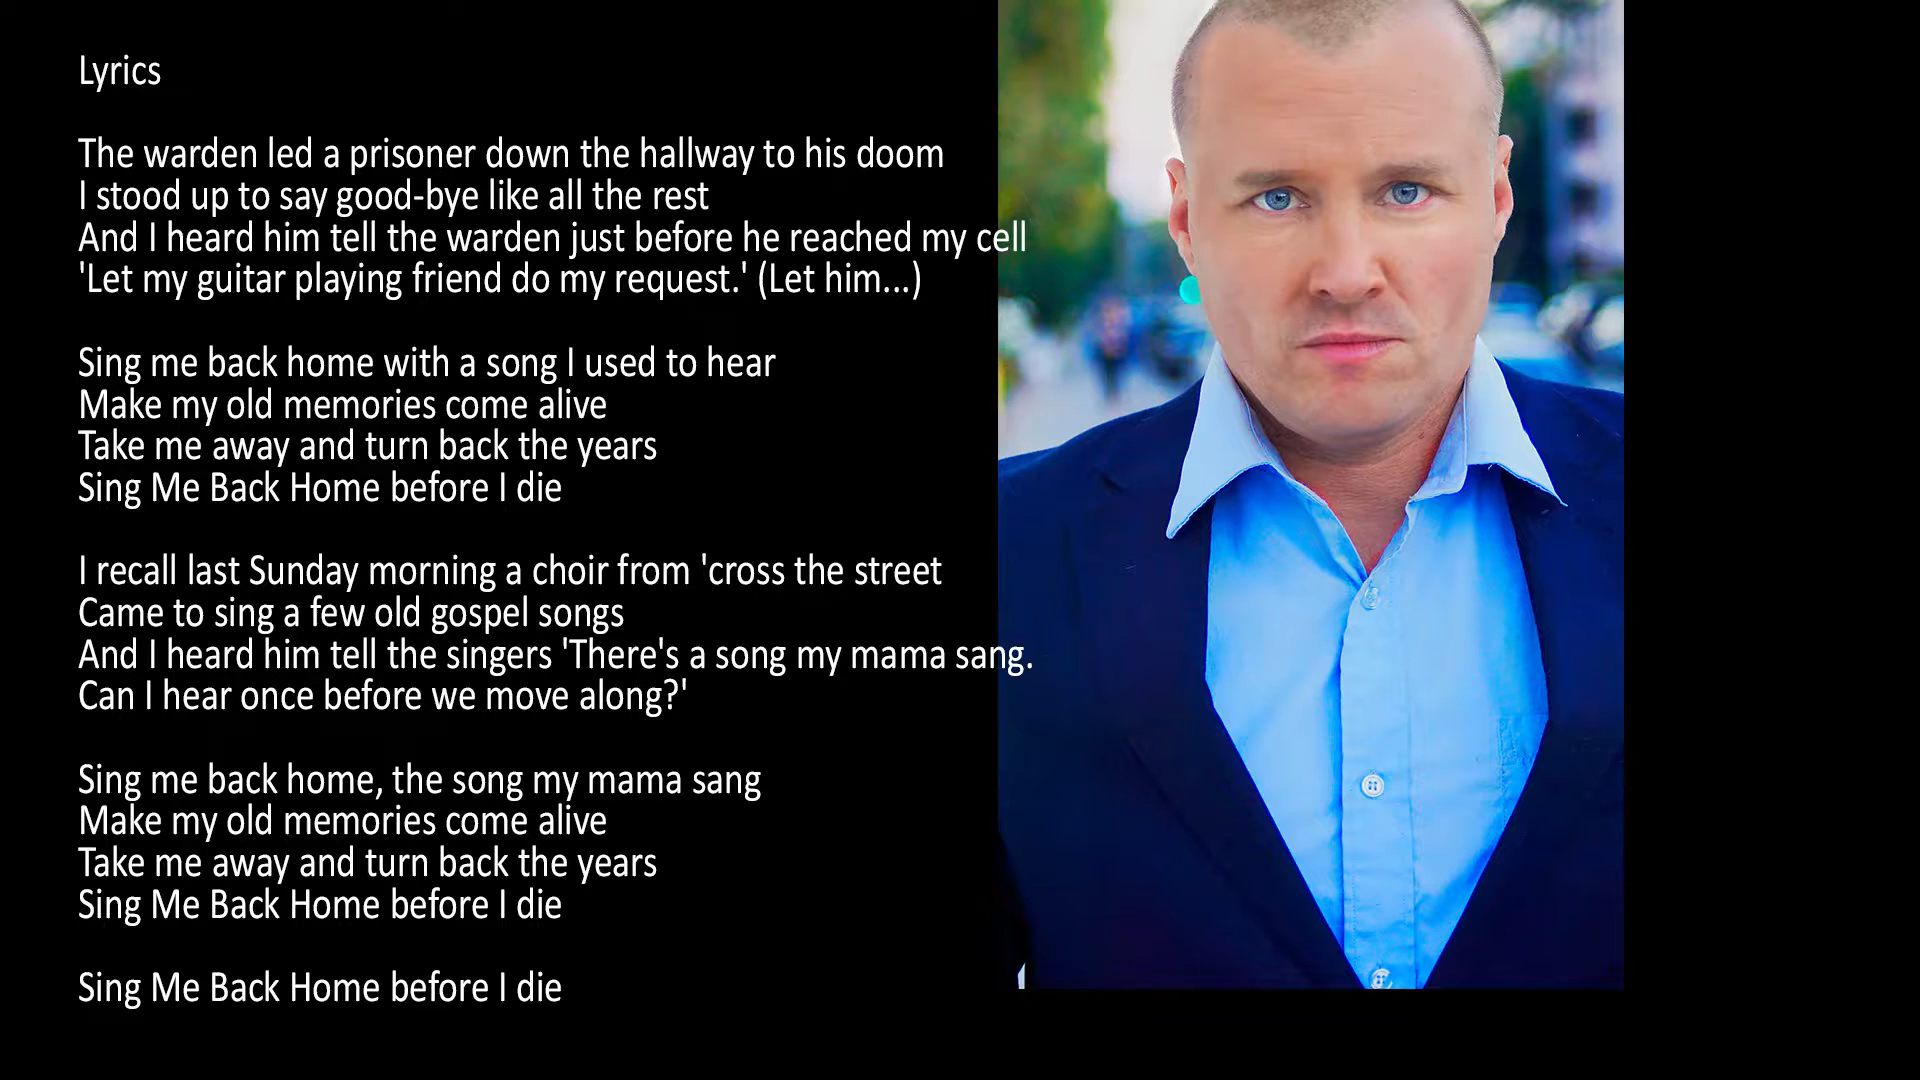 Lyrics
The warden led a prisoner down the hallway to his doom
I stood up to say good-bye like all the rest
And I heard him tell the warden just before he reached my cell
'Let my guitar playing friend do my request.' (Let him...)
Sing me back home with a song I used to hear
Make my old memories come alive
Take me away and turn back the years
Sing Me Back Home before I die
I recall last Sunday morning a choir from 'cross the street
Came to sing a few old gospel songs
And I heard him tell the singers 'There's a song my mama sang.
Can I hear once before we move along?'
Sing me back home, the song my mama sang
Make my old memories come alive
Take me away and turn back the years
Sing Me Back Home before I die
Sing Me Back Home before I die